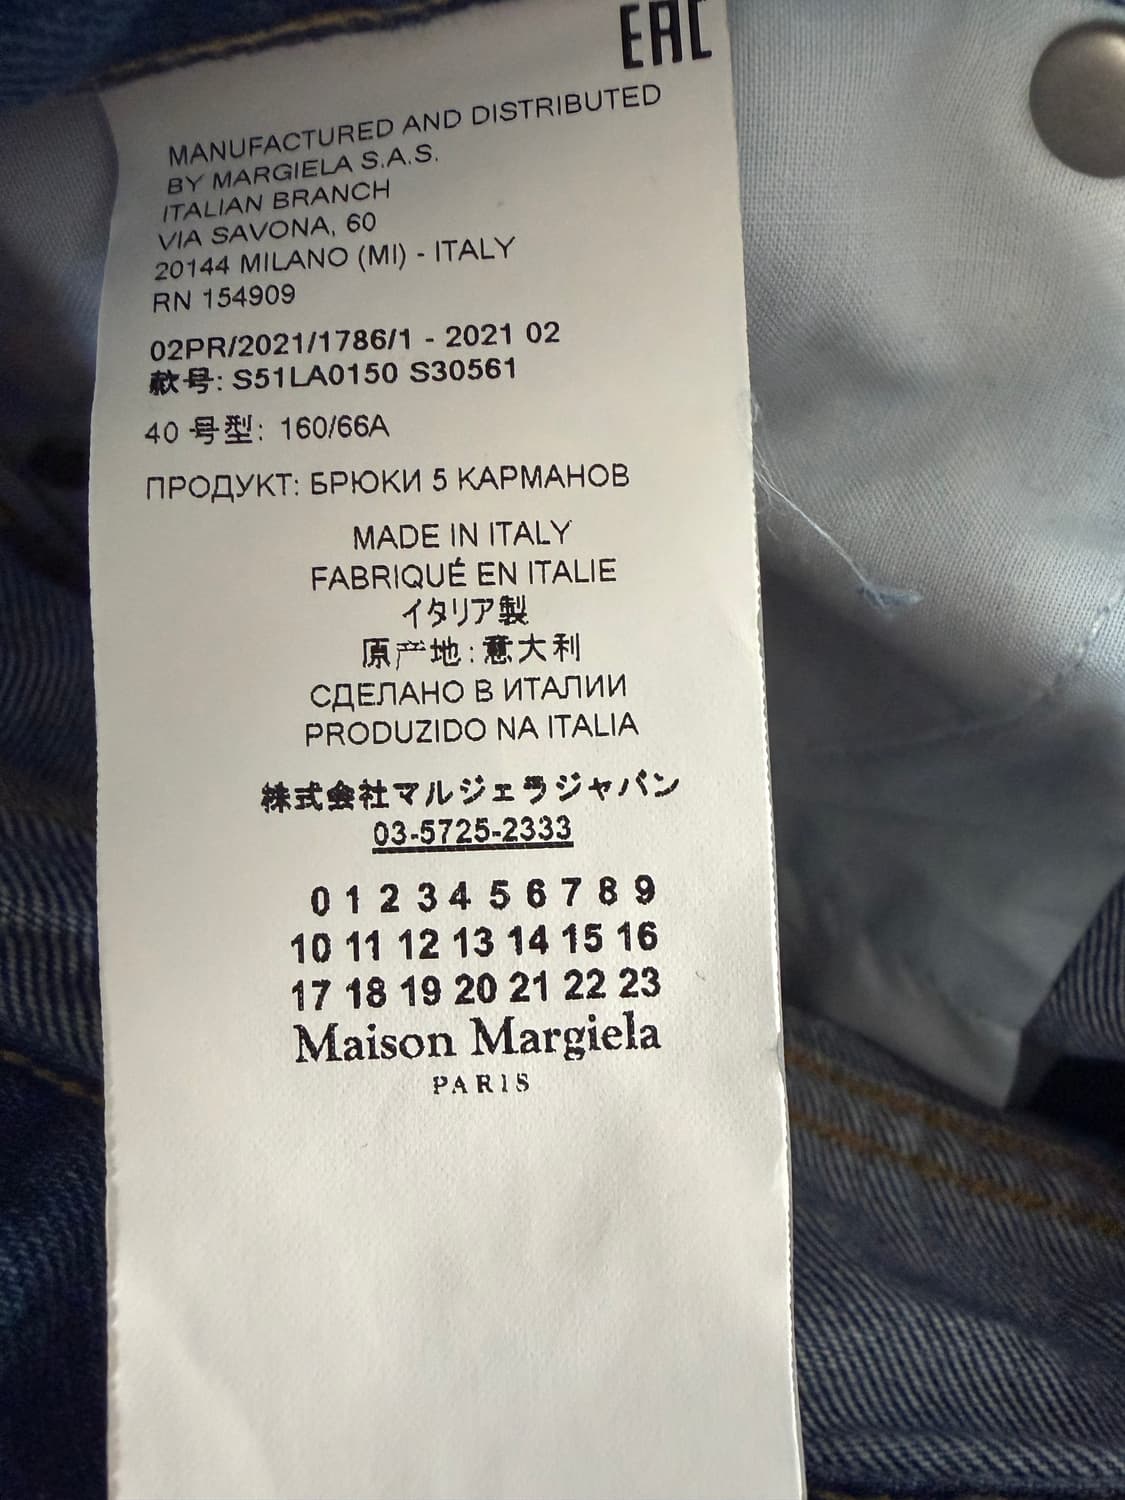 EAC
MANUFACTURED AND DISTRIBUTED
BY MARGIELA S.A.S.
ITALIAN BRANCH
VIA SAVONA, 60
20144 MILANO (MI) - ITALY
RN 154909
02PR/2021/1786/1 - 2021 02
款号: S51LA0150 S30561
40 号型: 160/66A
ПРОДУКТ: БРЮКИ 5 КАРМАНОВ
MADE IN ITALY
FABRIQUÉ EN ITALIE
イタリア製
原产地: 意大利
СДЕЛАНО В ИТАЛИИ
PRODUZIDO NA ITALIA
株式会社マルジェラジャパン
03-5725-2333
0 1 2 3 4 5 6 7 8 9
10 11 12 13 14 15 16
17 18 19 20 21 22 23
Maison Margiela
PARIS